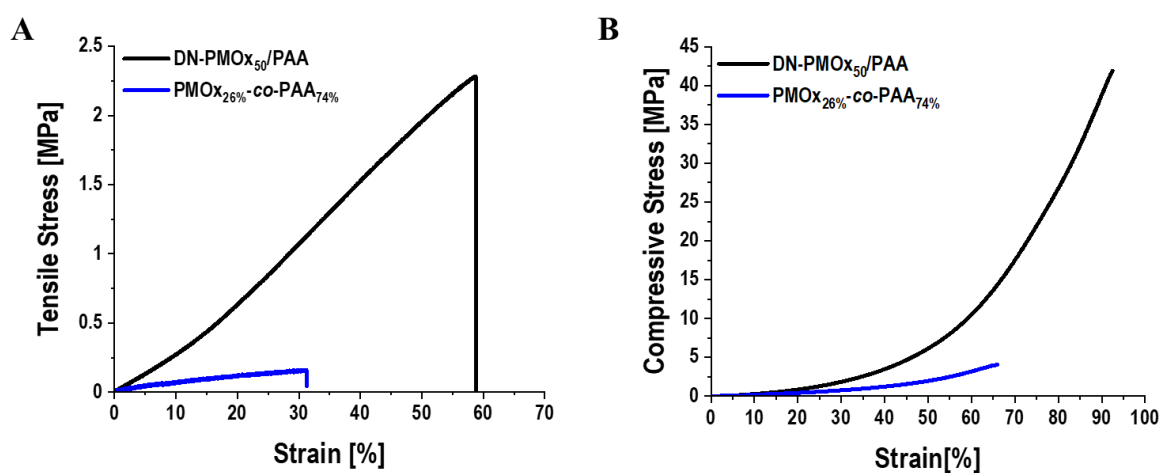 A
DN-PMOx₅₀/PAA
PMOx₂₆%-co-PAA₇₄%
Tensile Stress [MPa]
2.5
2
1.5
1
0.5
0
0 10 20 30 40 50 60 70
Strain [%]
B
DN-PMOx₅₀/PAA
PMOx₂₆%-co-PAA₇₄%
Compressive Stress [MPa]
45
40
35
30
25
20
15
10
5
0
0 10 20 30 40 50 60 70 80 90 100
Strain[%]